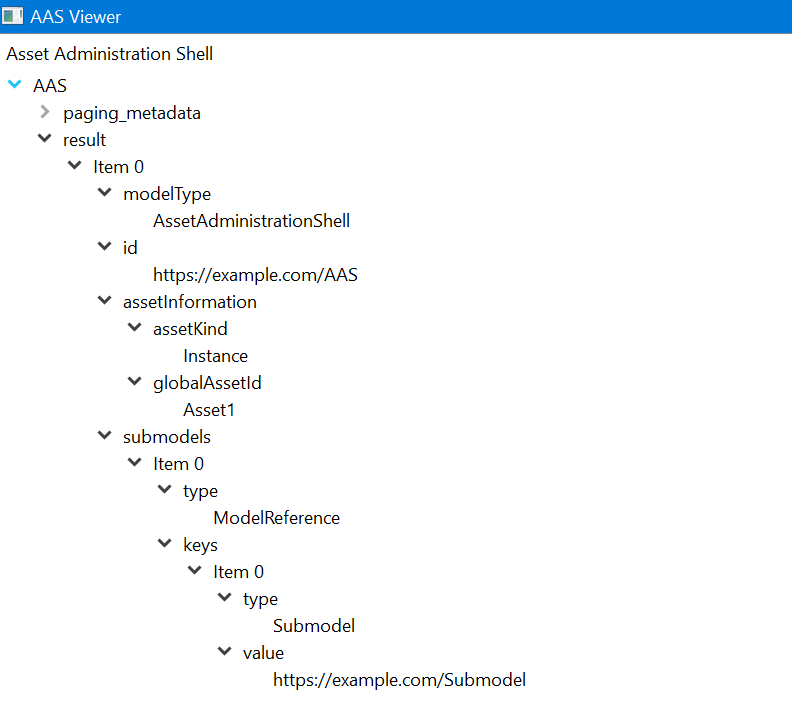 AAS Viewer
Asset Administration Shell
AAS
paging_metadata
result
Item 0
modelType
AssetAdministrationShell
id
https://example.com/AAS
assetInformation
assetKind
Instance
globalAssetId
Asset1
submodels
Item 0
type
ModelReference
keys
Item 0
type
Submodel
value
https://example.com/Submodel